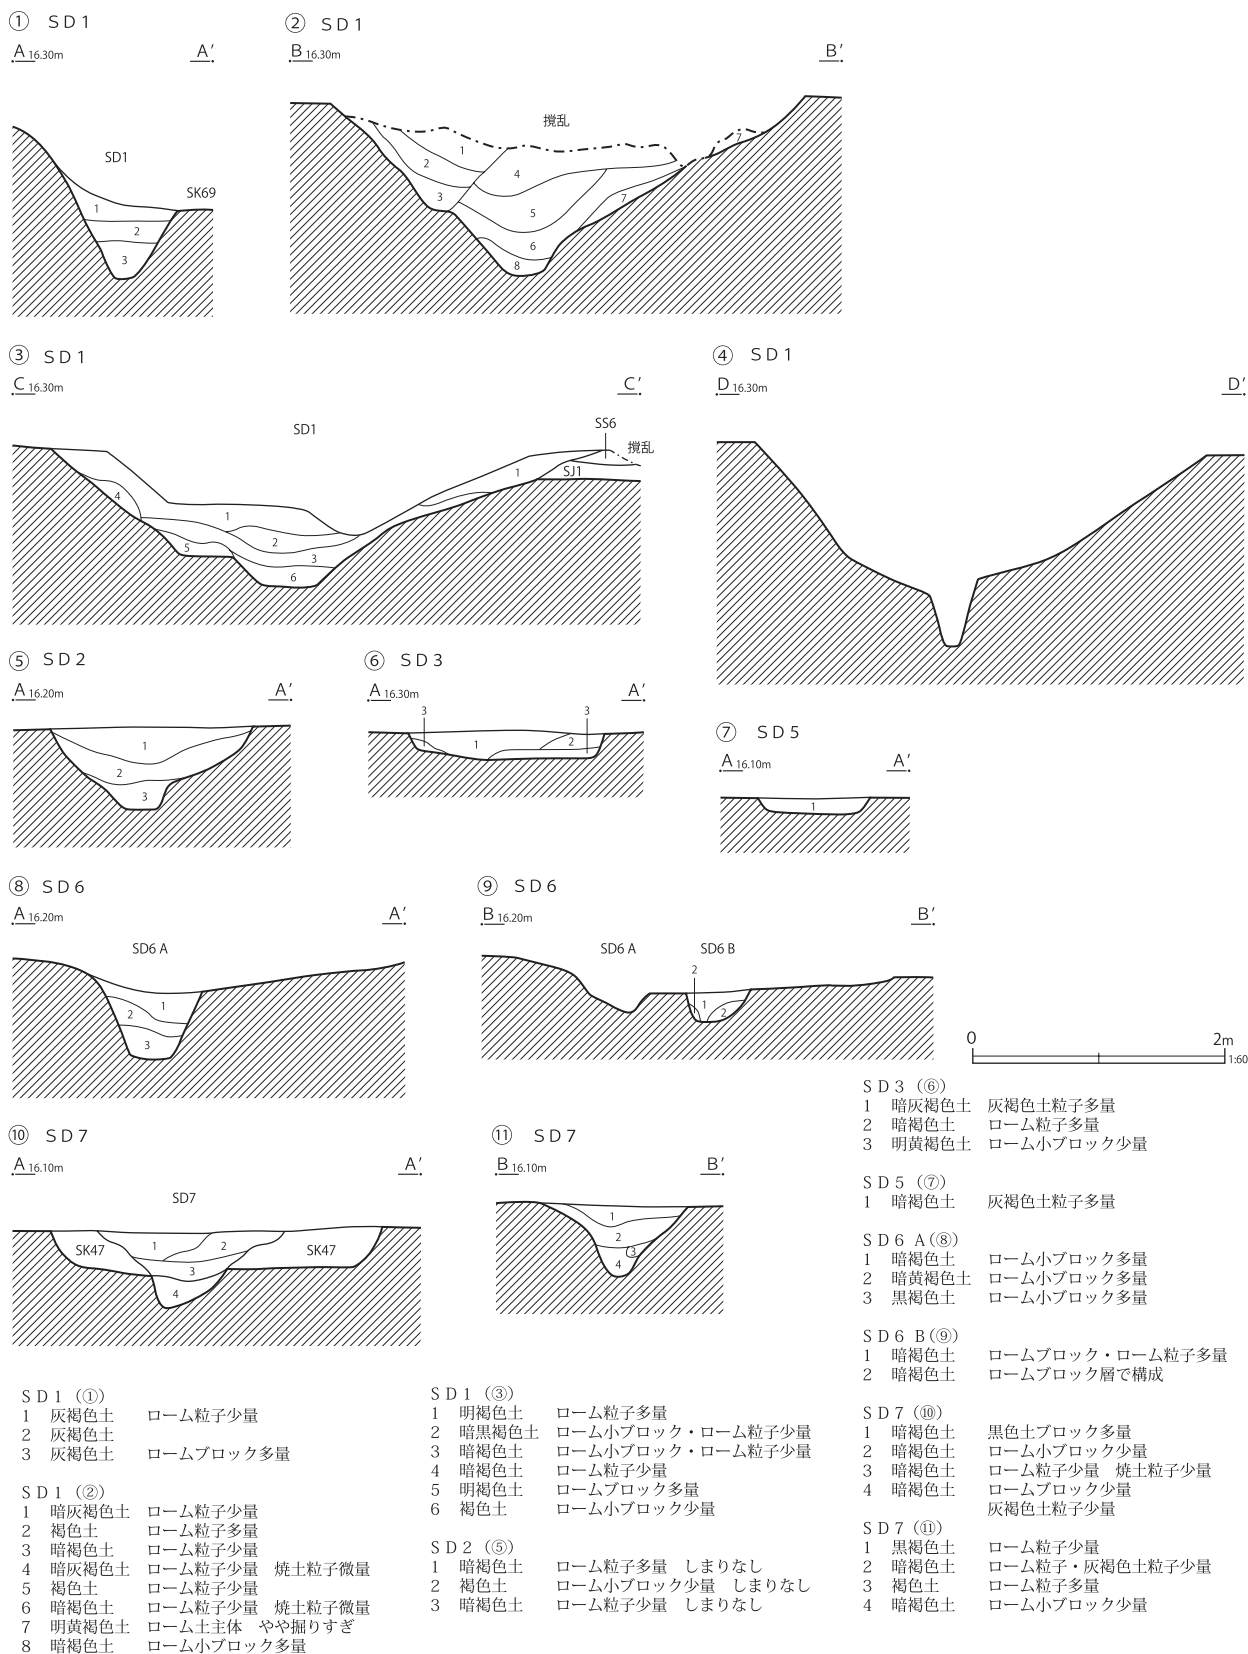 ① SD1
A 16.30m A′
SD1
SK69
1
2
3
② SD1
B 16.30m B′
撹乱
1
2
3
4
5
6
7
7
8
③ SD1
C 16.30m C′
SD1
SS6
撹乱
SJ1
1
1
2
3
4
5
6
④ SD1
D 16.30m D′
⑤ SD2
A 16.20m A′
1
2
3
⑥ SD3
A 16.30m A′
3
3
1
2
⑦ SD5
A 16.10m A′
1
⑧ SD6
A 16.20m A′
SD6 A
1
2
3
⑨ SD6
B 16.20m B′
SD6 A SD6 B
2
1
2
0 2m
1:60
⑩ SD7
A 16.10m A′
SD7
SK47
SK47
1
2
3
4
⑪ SD7
B 16.10m B′
1
2
3
4
SD1(①)
1 灰褐色土 ローム粒子少量
2 灰褐色土
3 灰褐色土 ロームブロック多量
SD1(②)
1 暗灰褐色土 ローム粒子少量
2 褐色土 ローム粒子多量
3 暗褐色土 ローム粒子少量
4 暗灰褐色土 ローム粒子少量 焼土粒子微量
5 褐色土 ローム粒子少量
6 暗褐色土 ローム粒子少量 焼土粒子微量
7 明黄褐色土 ローム土主体 やや掘りすぎ
8 暗褐色土 ローム小ブロック多量
SD1(③)
1 明褐色土 ローム粒子多量
2 暗黒褐色土 ローム小ブロック・ローム粒子少量
3 暗褐色土 ローム小ブロック・ローム粒子少量
4 暗褐色土 ローム粒子少量
5 明褐色土 ロームブロック多量
6 褐色土 ローム小ブロック少量
SD2(⑤)
1 暗褐色土 ローム粒子多量 しまりなし
2 褐色土 ローム小ブロック少量 しまりなし
3 暗褐色土 ローム粒子少量 しまりなし
SD3(⑥)
1 暗灰褐色土 灰褐色土粒子多量
2 暗褐色土 ローム粒子多量
3 明黄褐色土 ローム小ブロック少量
SD5(⑦)
1 暗褐色土 灰褐色土粒子多量
SD6 A(⑧)
1 暗褐色土 ローム小ブロック多量
2 暗黄褐色土 ローム小ブロック多量
3 黒褐色土 ローム小ブロック多量
SD6 B(⑨)
1 暗褐色土 ロームブロック・ローム粒子多量
2 暗褐色土 ロームブロック層で構成
SD7(⑩)
1 暗褐色土 黒色土ブロック多量
2 暗褐色土 ローム小ブロック少量
3 暗褐色土 ローム粒子少量 焼土粒子少量
4 暗褐色土 ロームブロック少量
灰褐色土粒子少量
SD7(⑪)
1 黒褐色土 ローム粒子少量
2 暗褐色土 ローム粒子・灰褐色土粒子少量
3 褐色土 ローム粒子多量
4 暗褐色土 ローム小ブロック少量